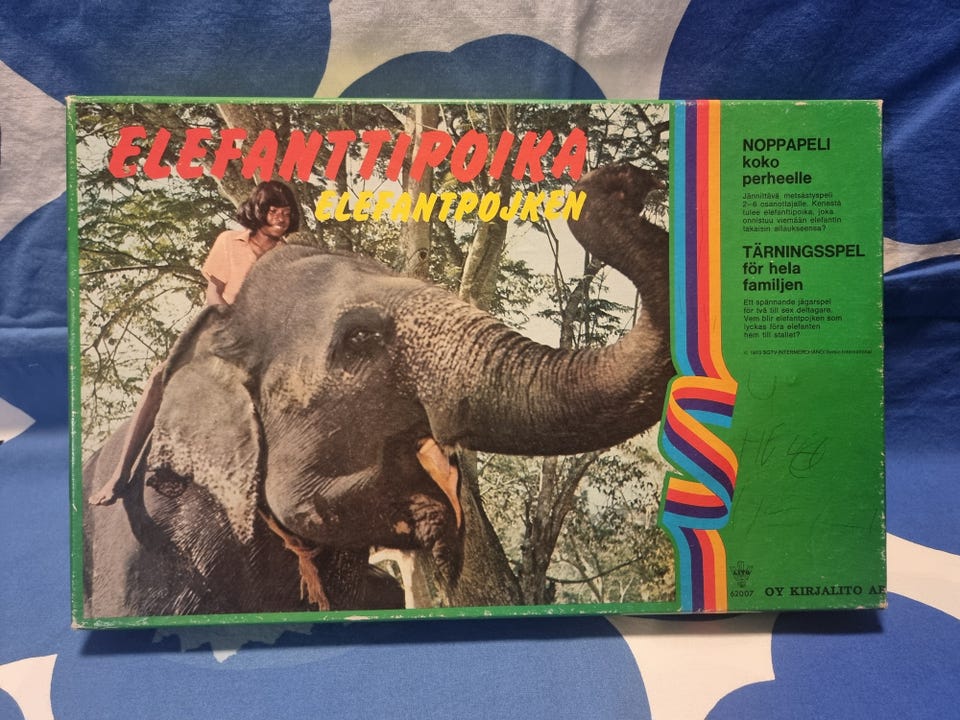 ELEFANTTIPOIKA
ELEFANTPOJKEN
NOPPAPELI
koko
perheelle
Jännittävä metsästyspeli
2–6 osanottajalle. Kenestä
tulee elefanttipoika, joka
onnistuu viemään elefantin
takaisin aitaukseensa?
TÄRNINGSSPEL
för hela
familjen
Ett spännande jägarspel
för två till sex deltagare.
Vem blir elefantpojken som
lyckas föra elefanten
hem till stallet?
LITO
62007 OY KIRJALITO AB